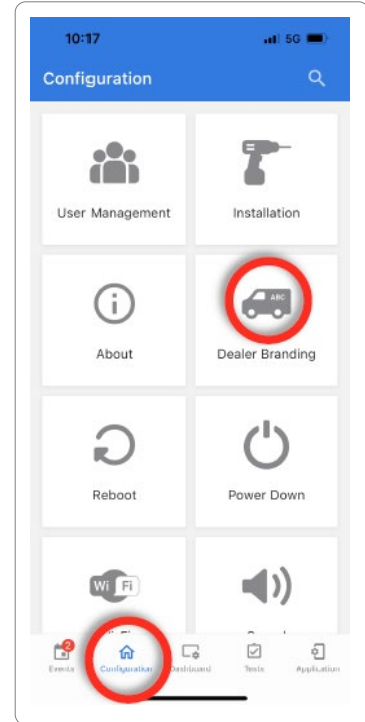 10:17 5G
Configuration
User Management Installation
ABC
About Dealer Branding
Reboot Power Down
Wi Fi
2
Events Configuration Dashboard Tests Application